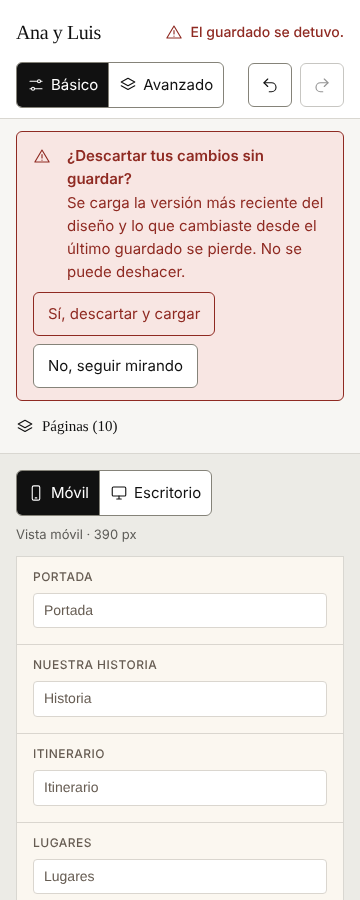 Ana y Luis
El guardado se detuvo.
Básico
Avanzado
¿Descartar tus cambios sin
guardar?
Se carga la versión más reciente del
diseño y lo que cambiaste desde el
último guardado se pierde. No se
puede deshacer.
Sí, descartar y cargar
No, seguir mirando
Páginas (10)
Móvil
Escritorio
Vista móvil · 390 px
PORTADA
Portada
NUESTRA HISTORIA
Historia
ITINERARIO
Itinerario
LUGARES
Lugares